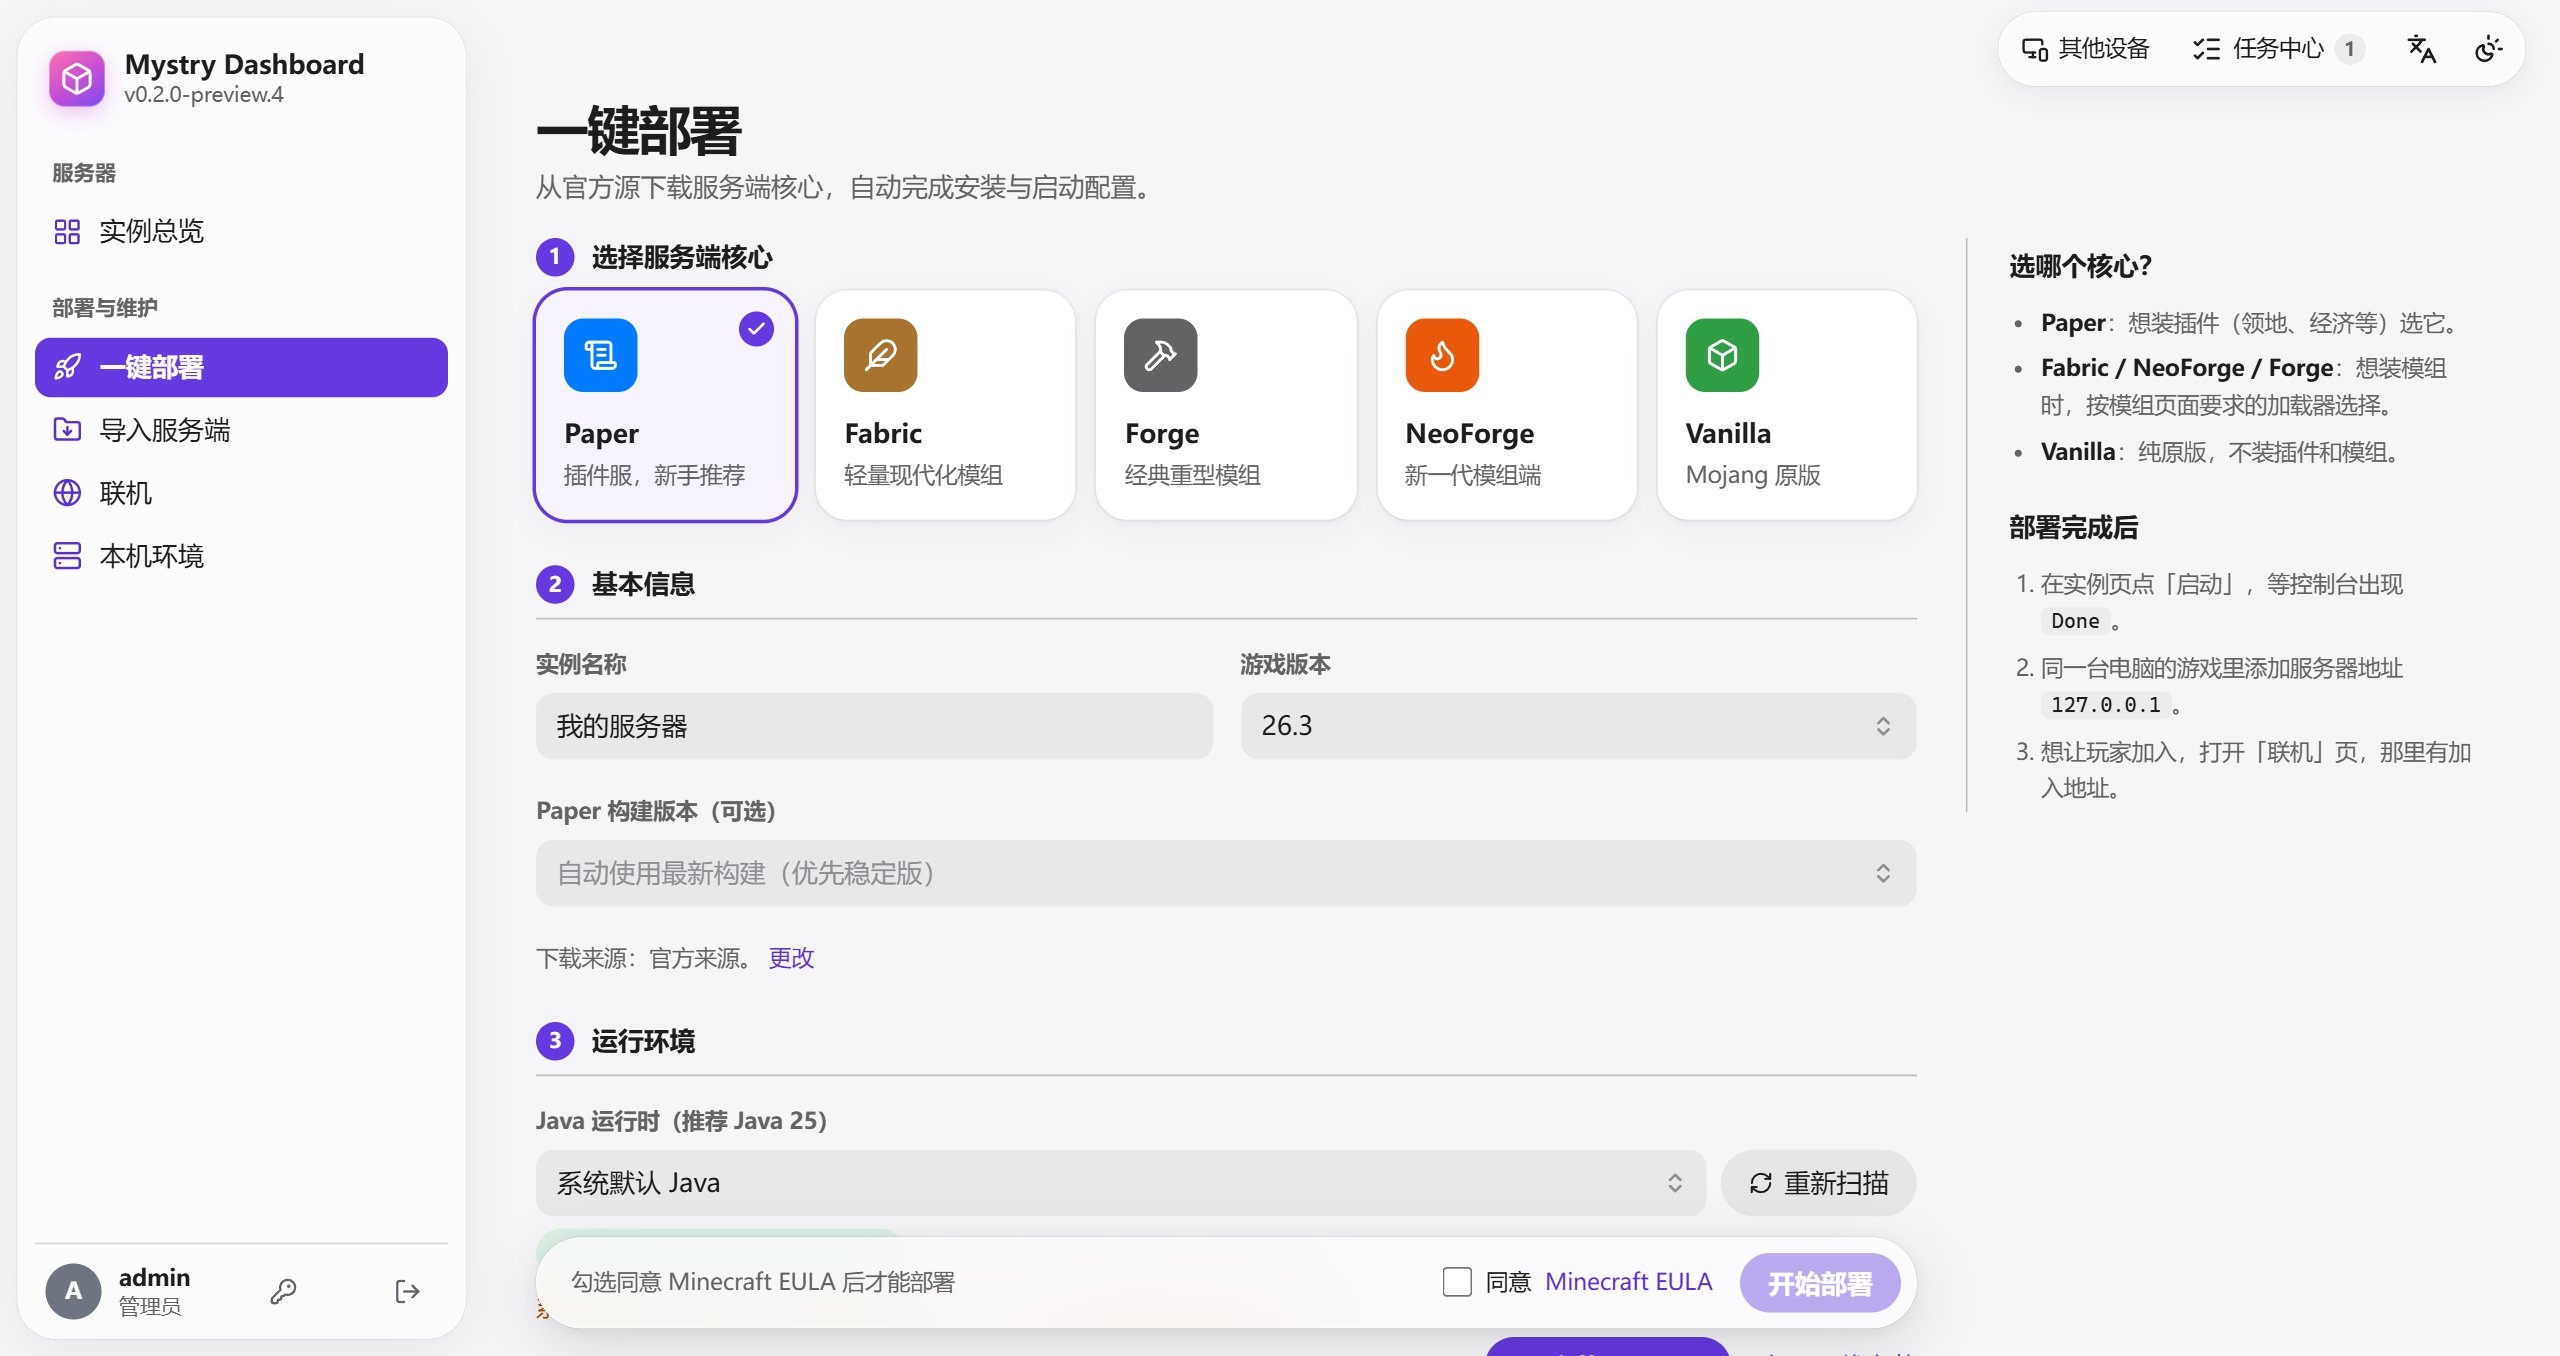 Mystry Dashboard
v0.2.0-preview.4
服务器
实例总览
部署与维护
一键部署
导入服务端
联机
本机环境
A
admin
管理员
其他设备
任务中心 1
一键部署
从官方源下载服务端核心，自动完成安装与启动配置。
1 选择服务端核心
Paper
插件服，新手推荐
Fabric
轻量现代化模组
Forge
经典重型模组
NeoForge
新一代模组端
Vanilla
Mojang 原版
2 基本信息
实例名称
我的服务器
游戏版本
26.3
Paper 构建版本（可选）
自动使用最新构建（优先稳定版）
下载来源：官方来源。 更改
3 运行环境
Java 运行时（推荐 Java 25）
系统默认 Java
重新扫描
勾选同意 Minecraft EULA 后才能部署
同意 Minecraft EULA
开始部署
选哪个核心？
• Paper：想装插件（领地、经济等）选它。
• Fabric / NeoForge / Forge：想装模组
时，按模组页面要求的加载器选择。
• Vanilla：纯原版，不装插件和模组。
部署完成后
1. 在实例页点「启动」，等控制台出现
Done 。
2. 同一台电脑的游戏里添加服务器地址
127.0.0.1 。
3. 想让玩家加入，打开「联机」页，那里有加
入地址。